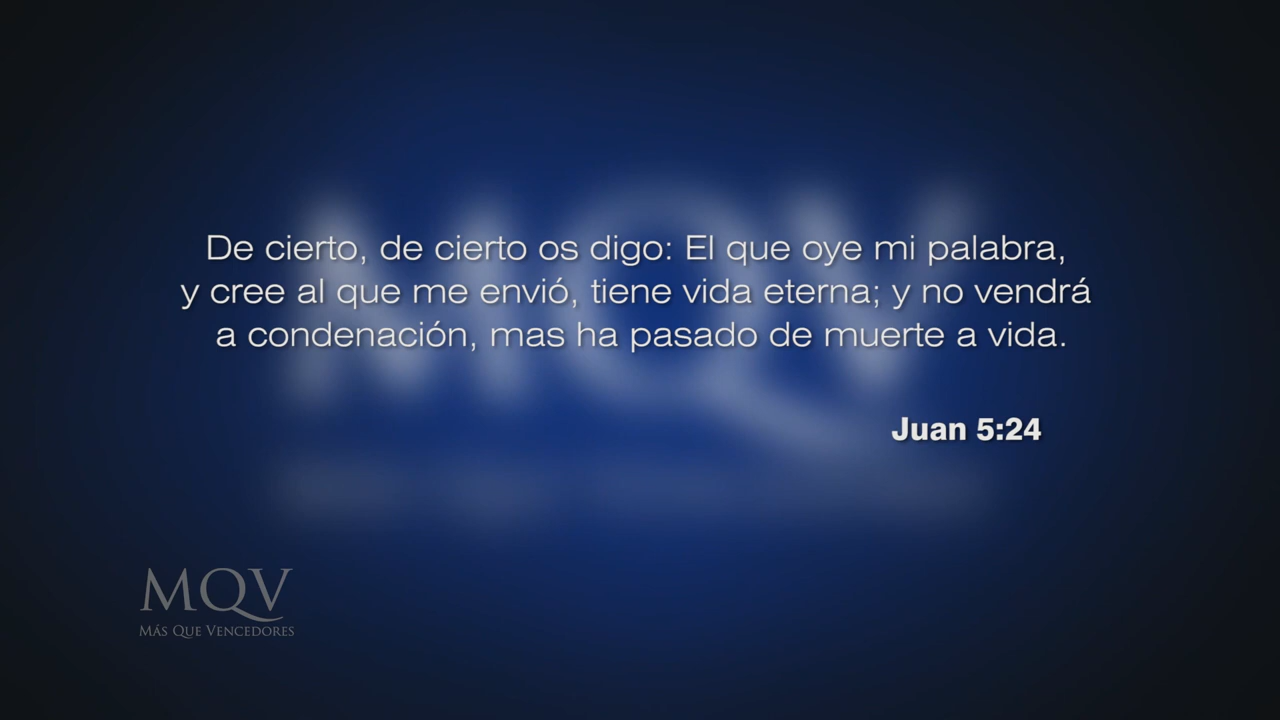 De cierto, de cierto os digo: El que oye mi palabra,
y cree al que me envió, tiene vida eterna; y no vendrá
a condenación, mas ha pasado de muerte a vida.
Juan 5:24
MQV
MÁS QUE VENCEDORES